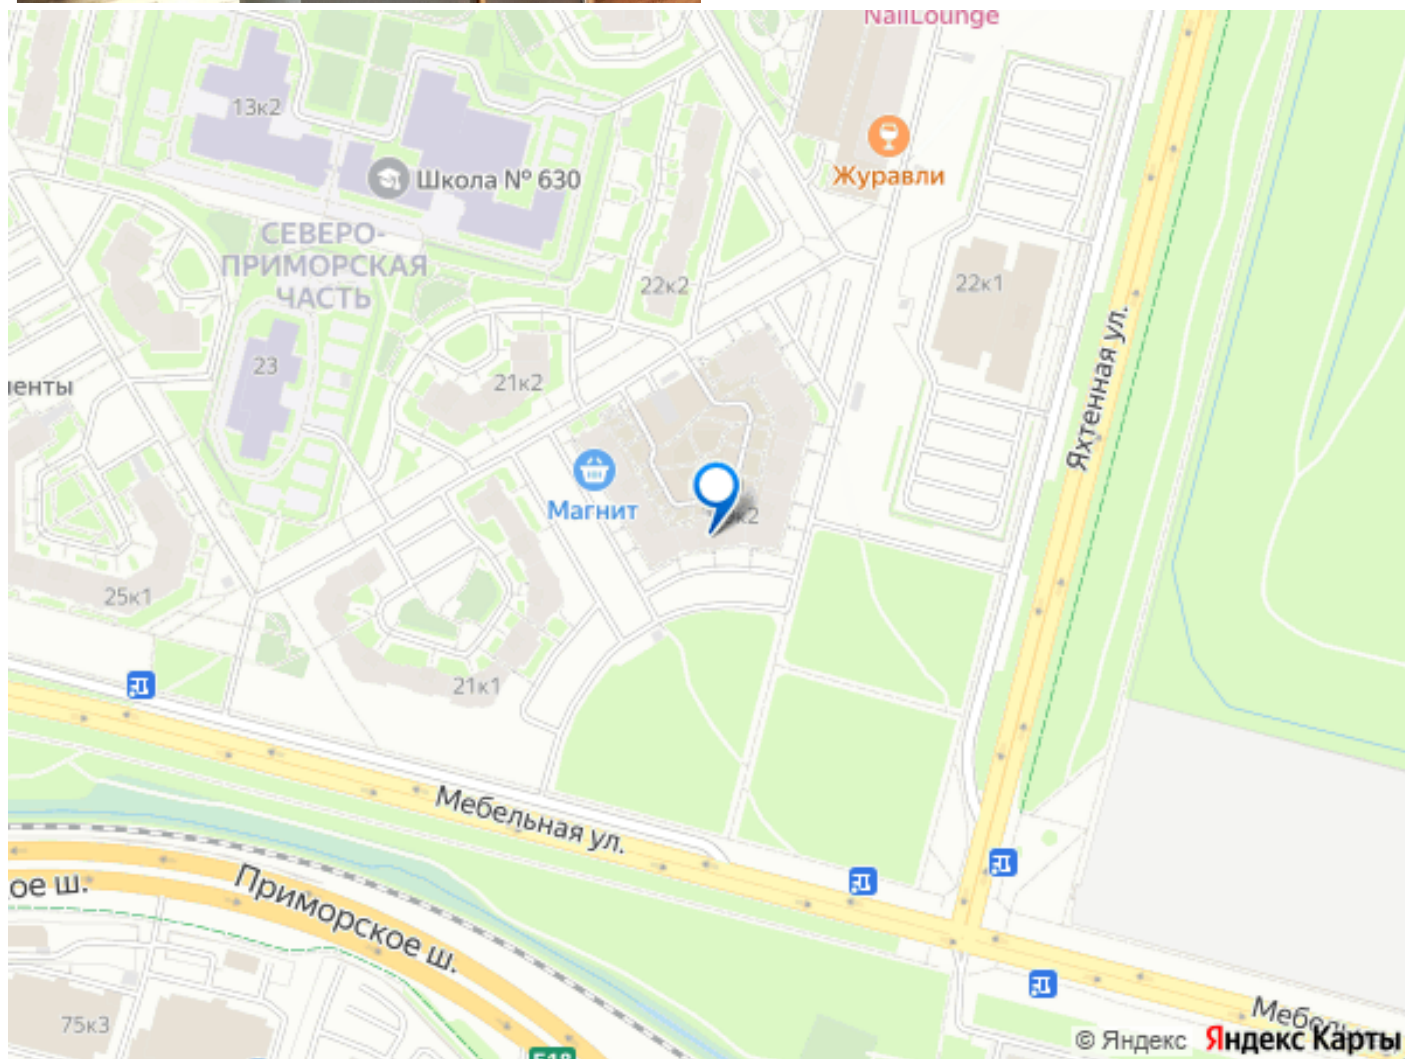 NailLounge
13к2
Журавли
Школа № 630
СЕВЕРО-
ПРИМОРСКАЯ
ЧАСТЬ
22к2
22к1
Яхтенная ул.
23
21к2
Магнит
25к1
21к1
Мебельная ул.
Приморское ш.
75к3
E18
© Яндекс Яндекс Карты